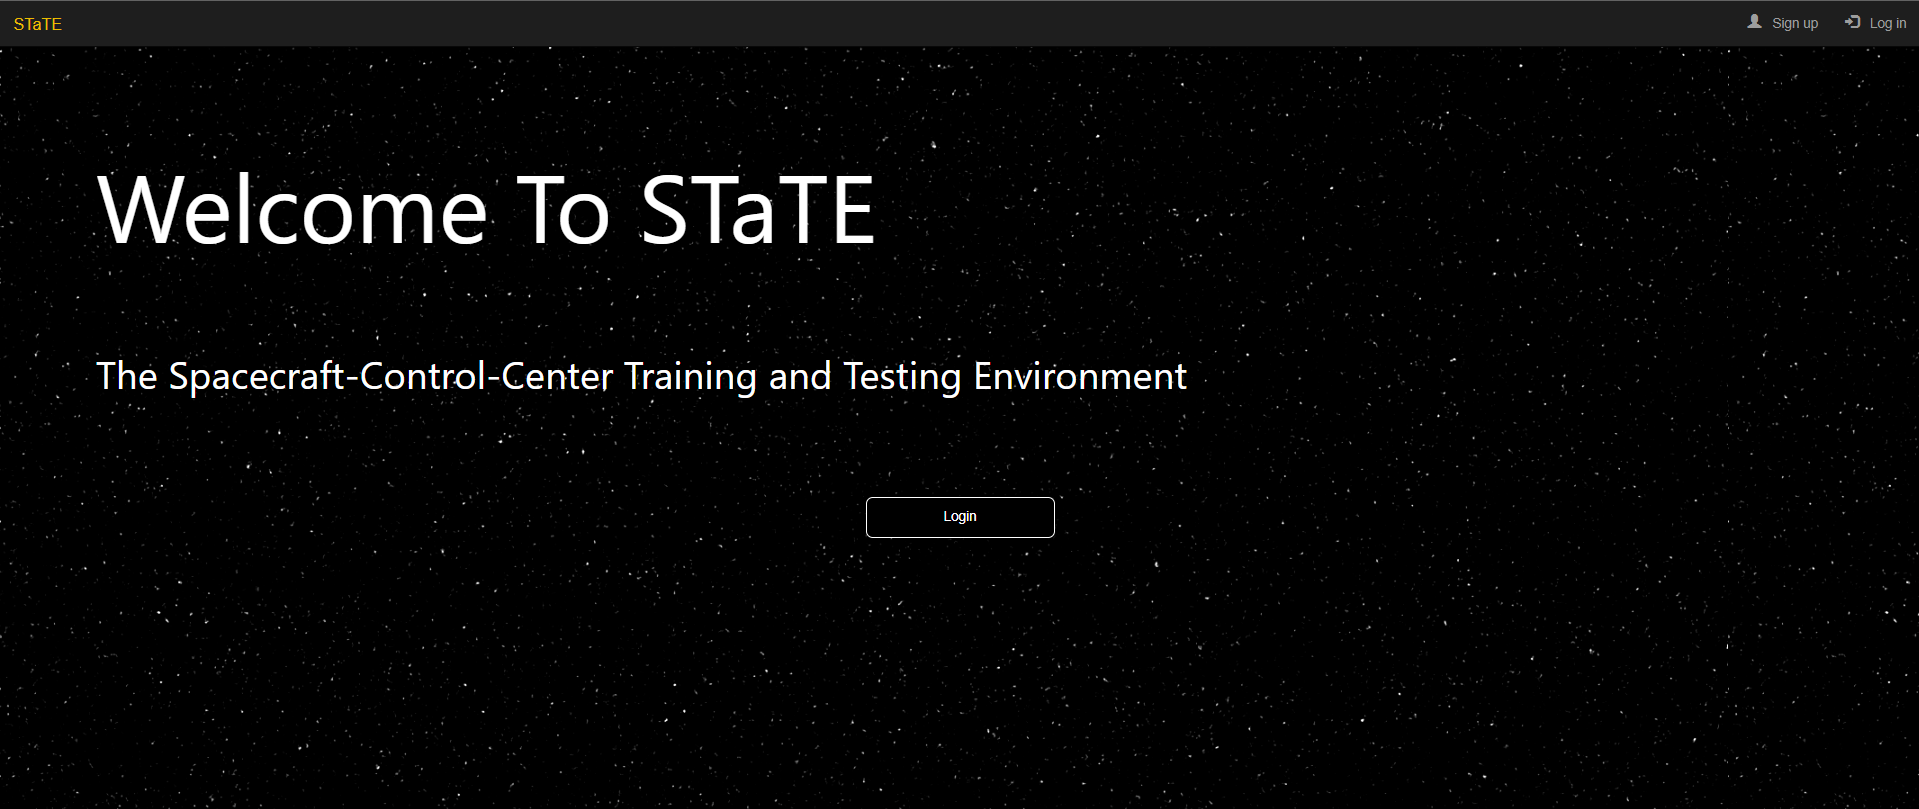 STaTE
Sign up
Log in
Welcome To STaTE
The Spacecraft-Control-Center Training and Testing Environment
Login